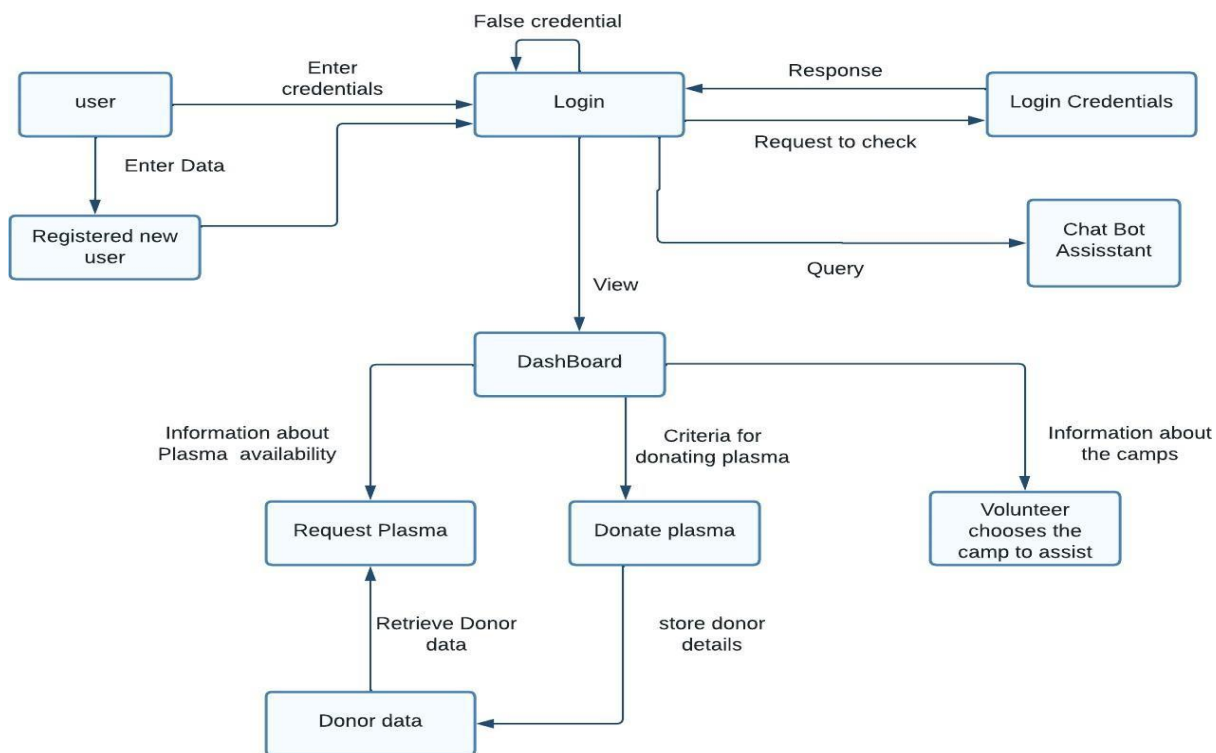 False credential
Enter
credentials
Response
user
Login
Login Credentials
Request to check
Enter Data
Registered new
user
Chat Bot
Assisstant
Query
View
DashBoard
Information about
Plasma availability
Criteria for
donating plasma
Information about
the camps
Request Plasma
Donate plasma
Volunteer
chooses the
camp to assist
Retrieve Donor
data
store donor
details
Donor data